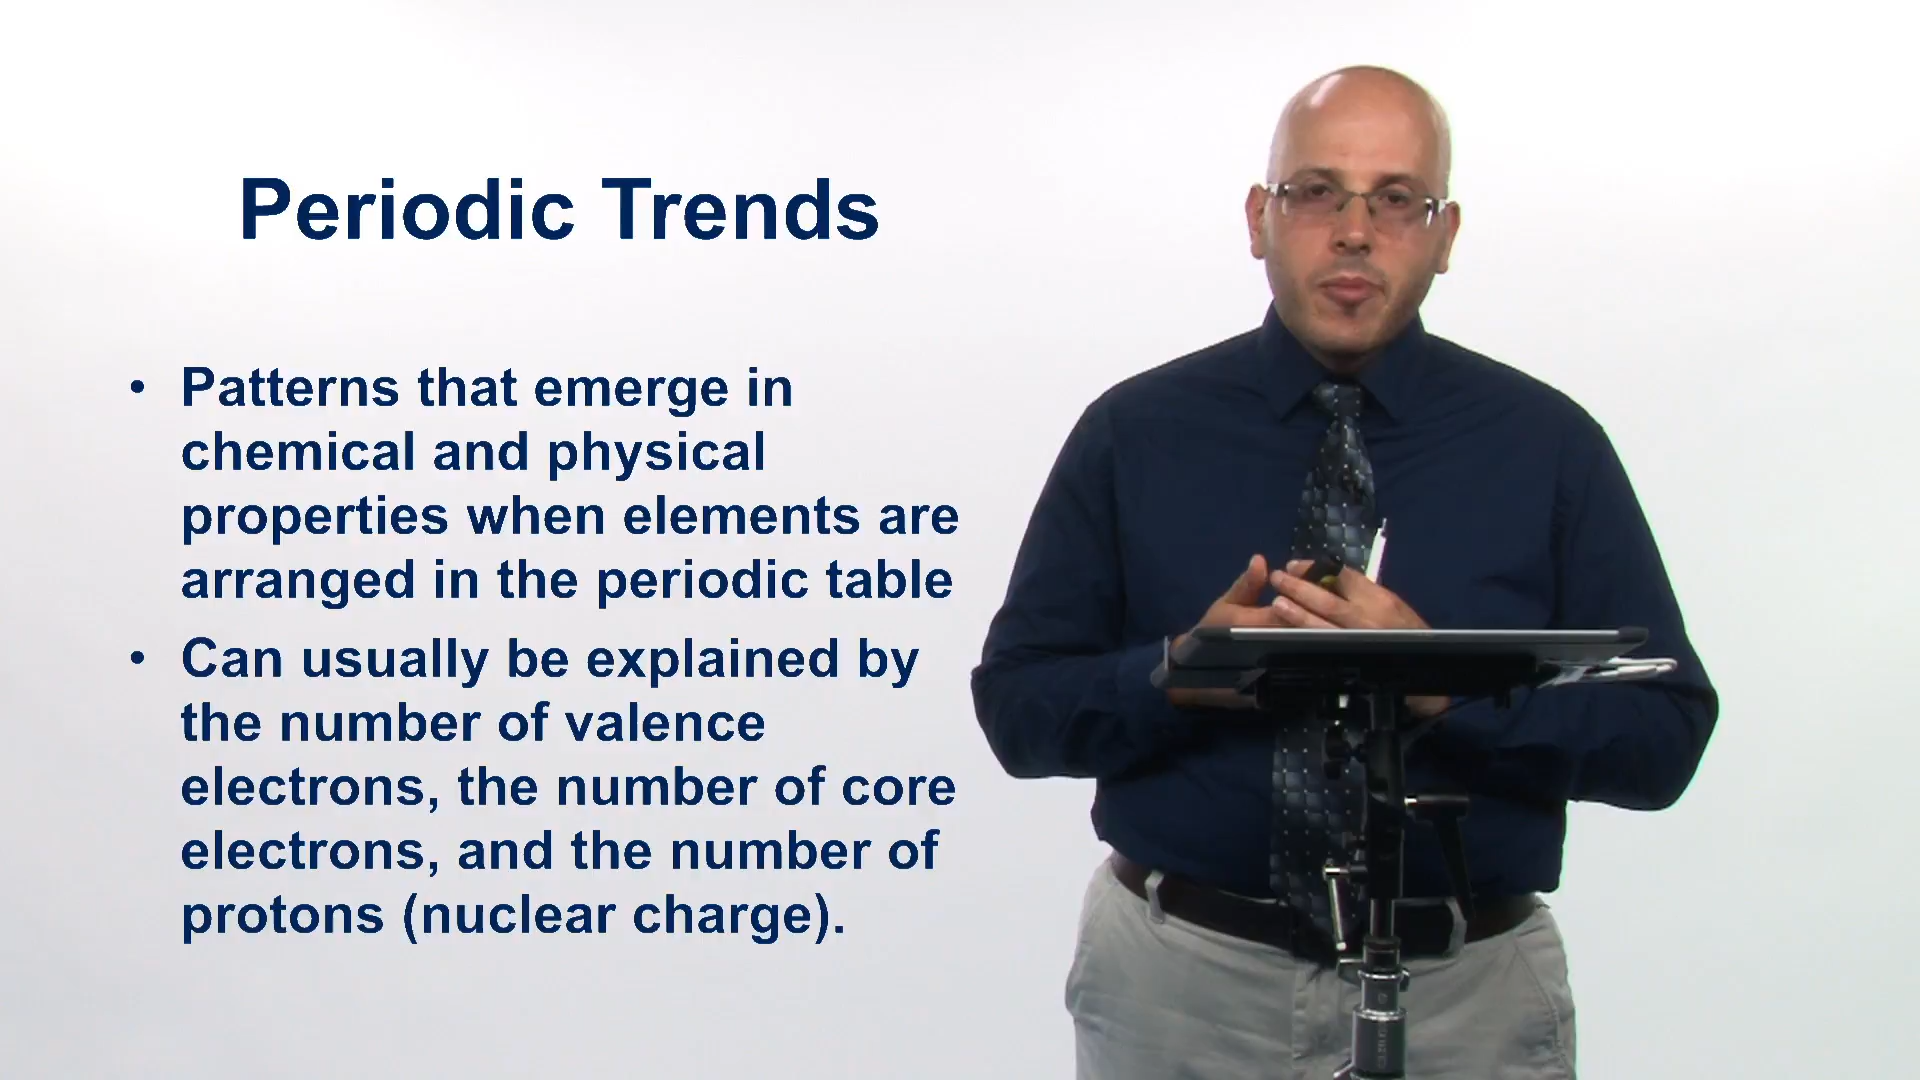 Periodic Trends
• Patterns that emerge in
chemical and physical
properties when elements are
arranged in the periodic table
• Can usually be explained by
the number of valence
electrons, the number of core
electrons, and the number of
protons (nuclear charge).